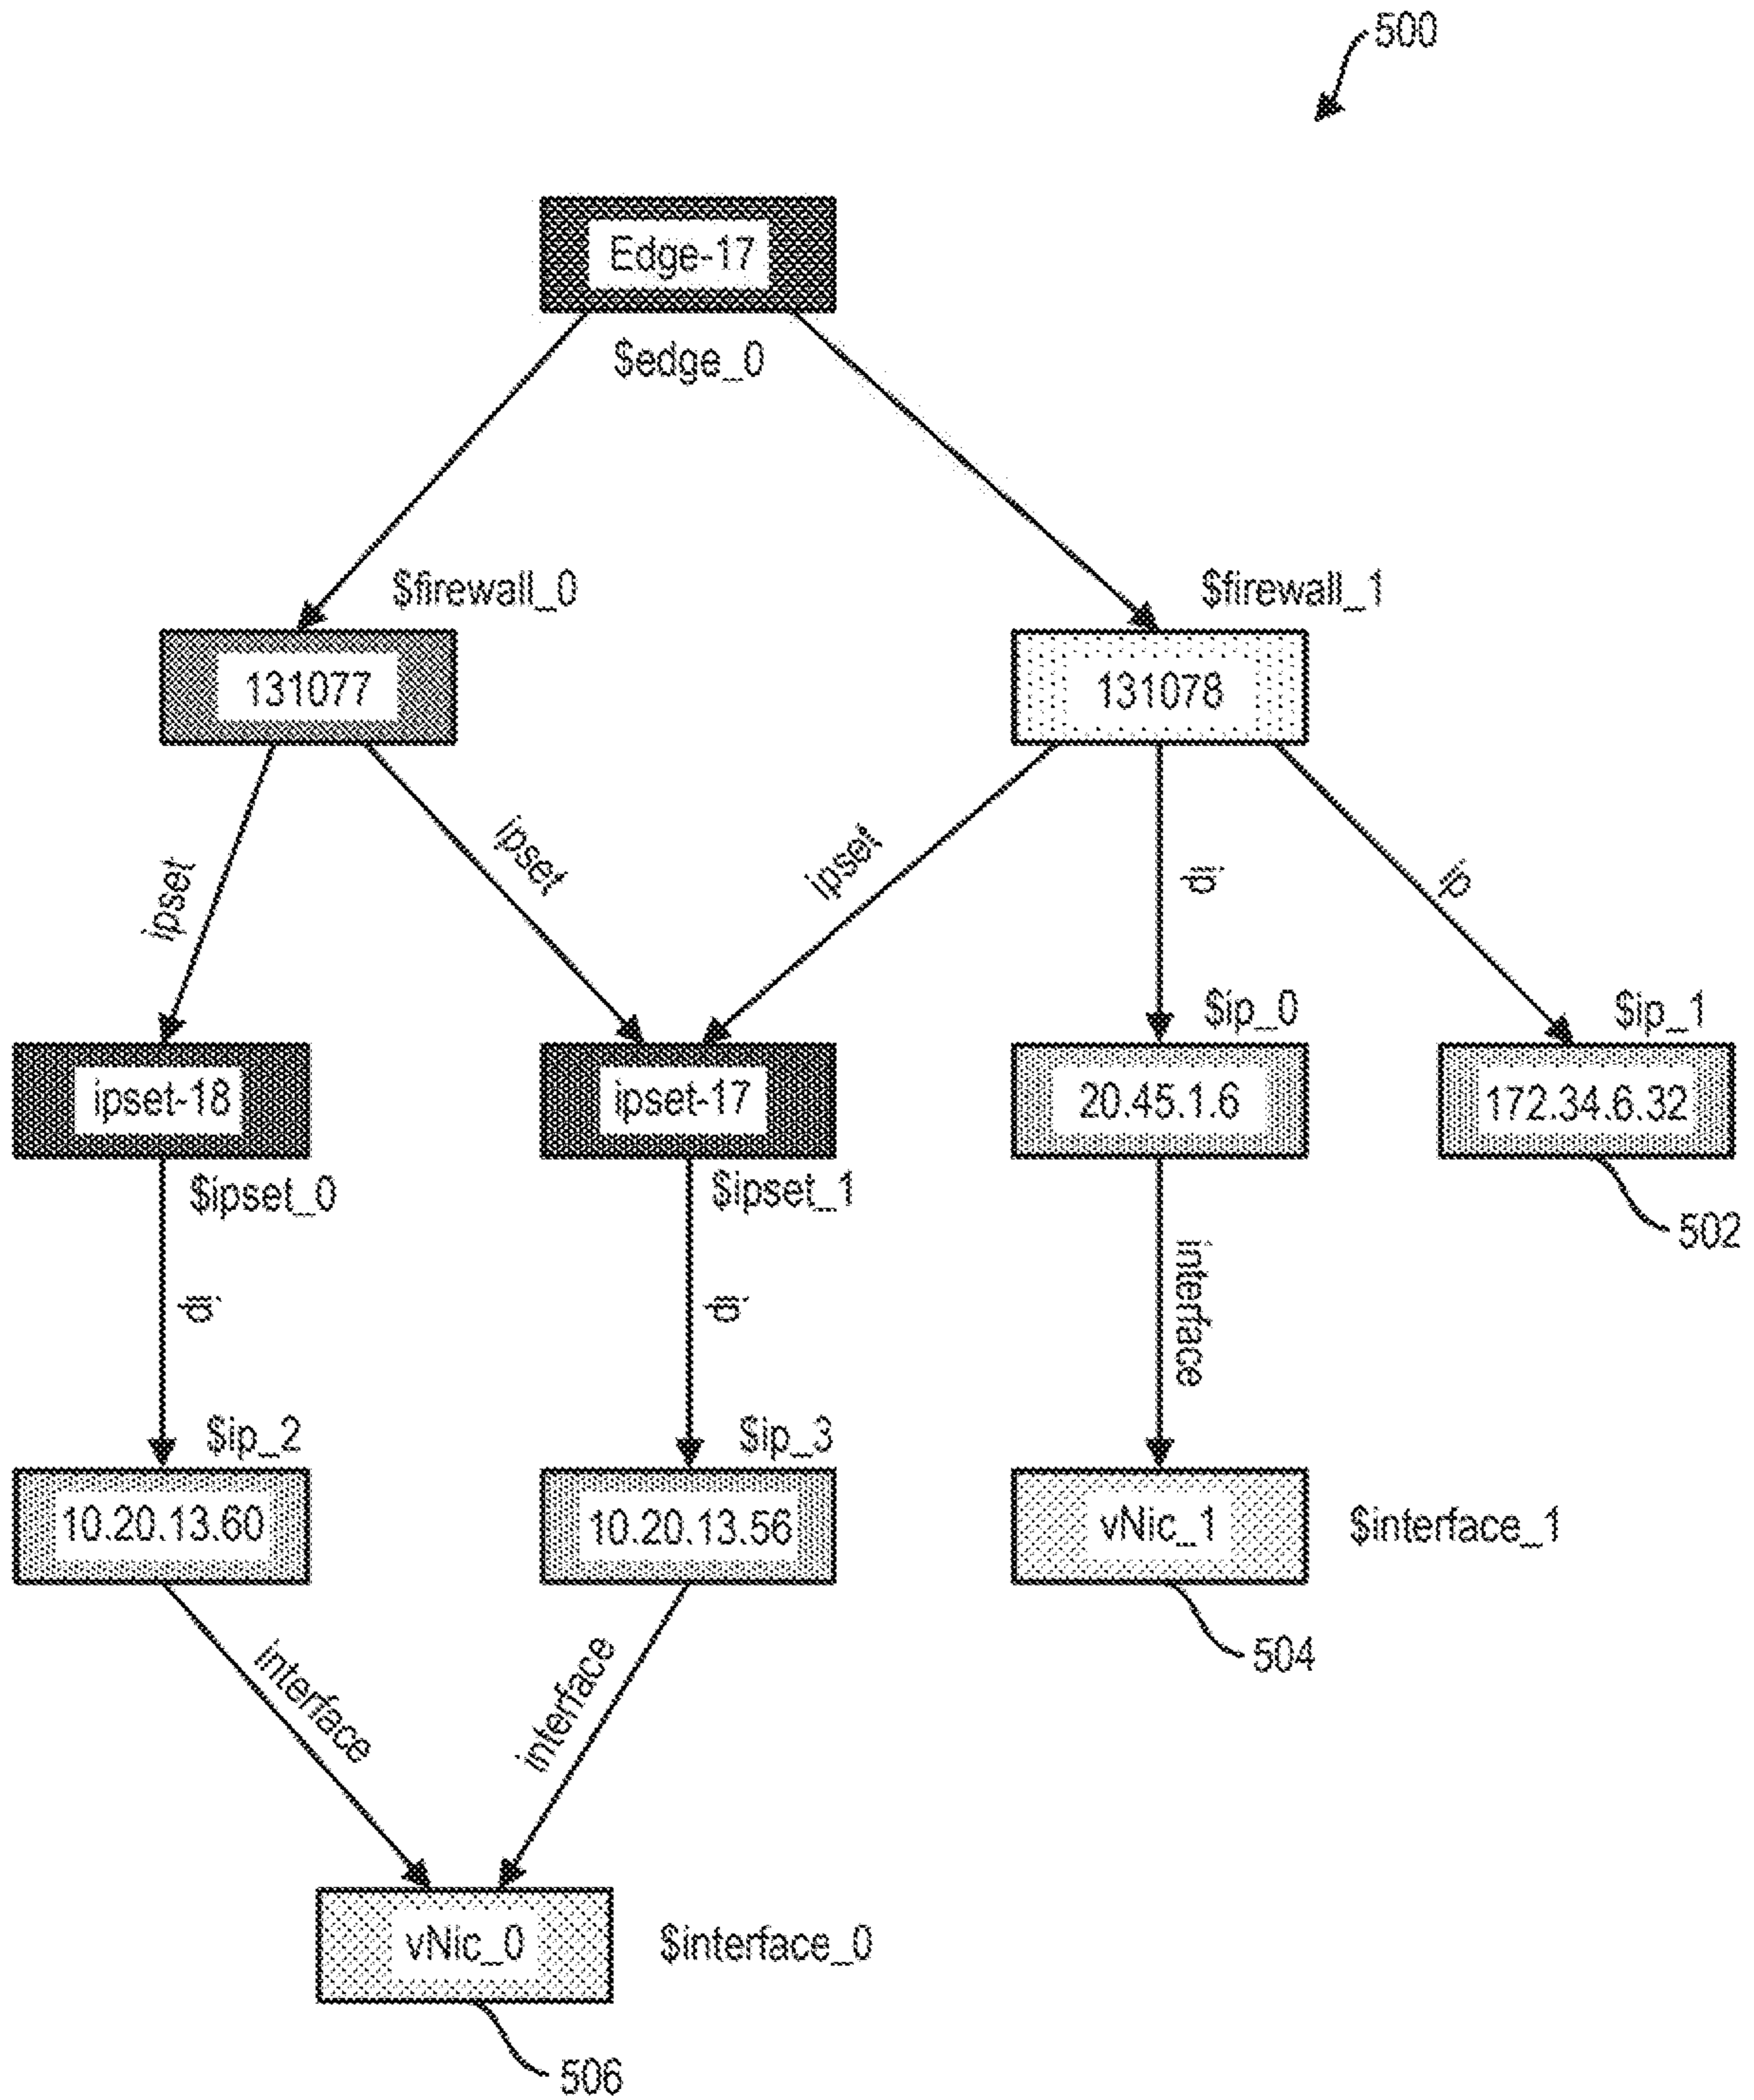 500
Edge-17
$edge_0
$firewall_0
$firewall_1
131077
131078
ipset
ipset
ipset
ip
ip
$ip_0
$ip_1
ipset-18
ipset-17
20.45.1.6
172.34.6.32
$ipset_0
$ipset_1
502
ip
ip
interface
$ip_2
$ip_3
10.20.13.60
10.20.13.56
vNic_1
$interface_1
interface
interface
504
vNic_0
$interface_0
506